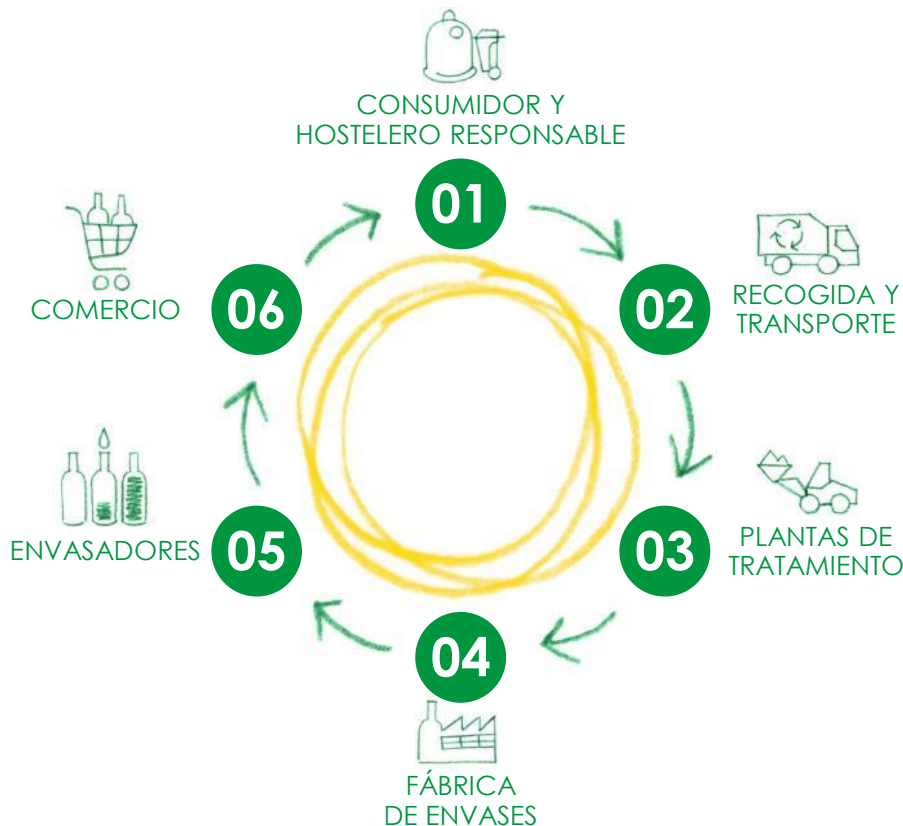 CONSUMIDOR Y
HOSTELERO RESPONSABLE
01
02
RECOGIDA Y
TRANSPORTE
03
PLANTAS DE
TRATAMIENTO
04
FÁBRICA
DE ENVASES
05
ENVASADORES
06
COMERCIO